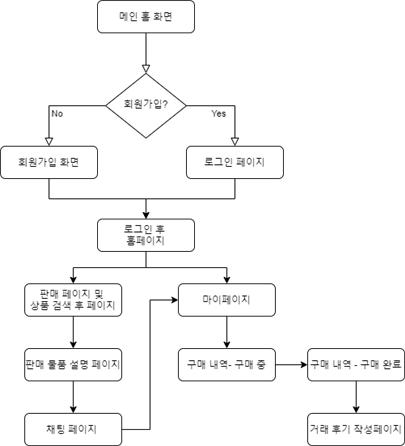 메인 홈 화면
회원가입?
No
Yes
회원가입 화면
로그인 페이지
로그인 후
홈페이지
판매 페이지 및
상품 검색 후 페이지
마이페이지
판매 물품 설명 페이지
구매 내역- 구매 중
구매 내역 - 구매 완료
채팅 페이지
거래 후기 작성페이지